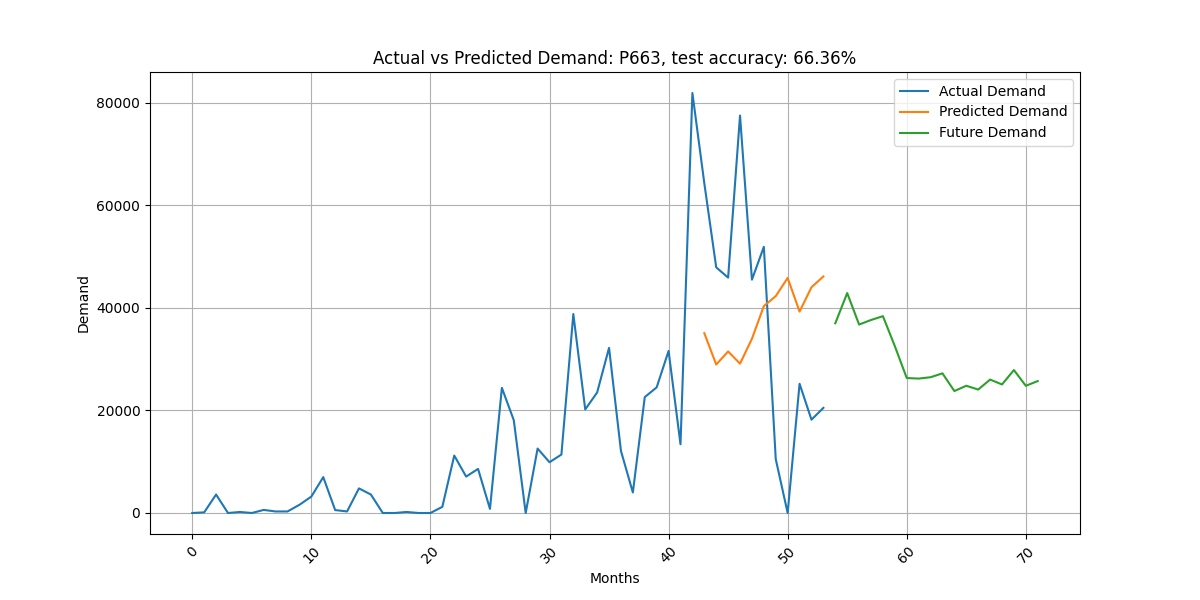 Actual vs Predicted Demand: P663, test accuracy: 66.36%
Actual Demand
Predicted Demand
Future Demand
Demand
80000
60000
40000
20000
0
0 10 20 30 40 50 60 70
Months